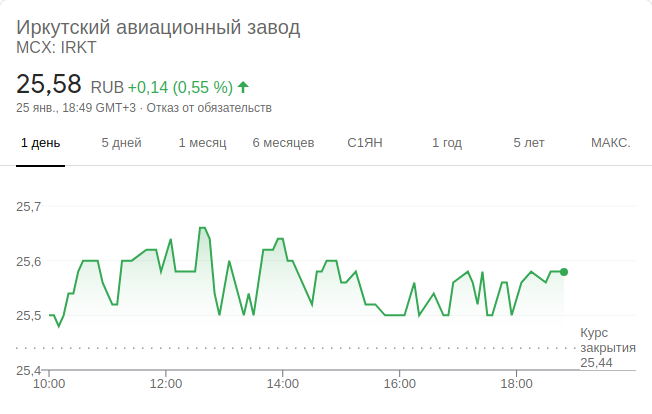 Иркутский авиационный завод
MCX: IRKT
25,58 RUB +0,14 (0,55 %)
25 янв., 18:49 GMT+3 · Отказ от обязательств
1 день 5 дней 1 месяц 6 месяцев С1ЯН 1 год 5 лет МАКС.
25,7
25,6
25,5
Курс
закрытия
25,44
25,4
10:00 12:00 14:00 16:00 18:00